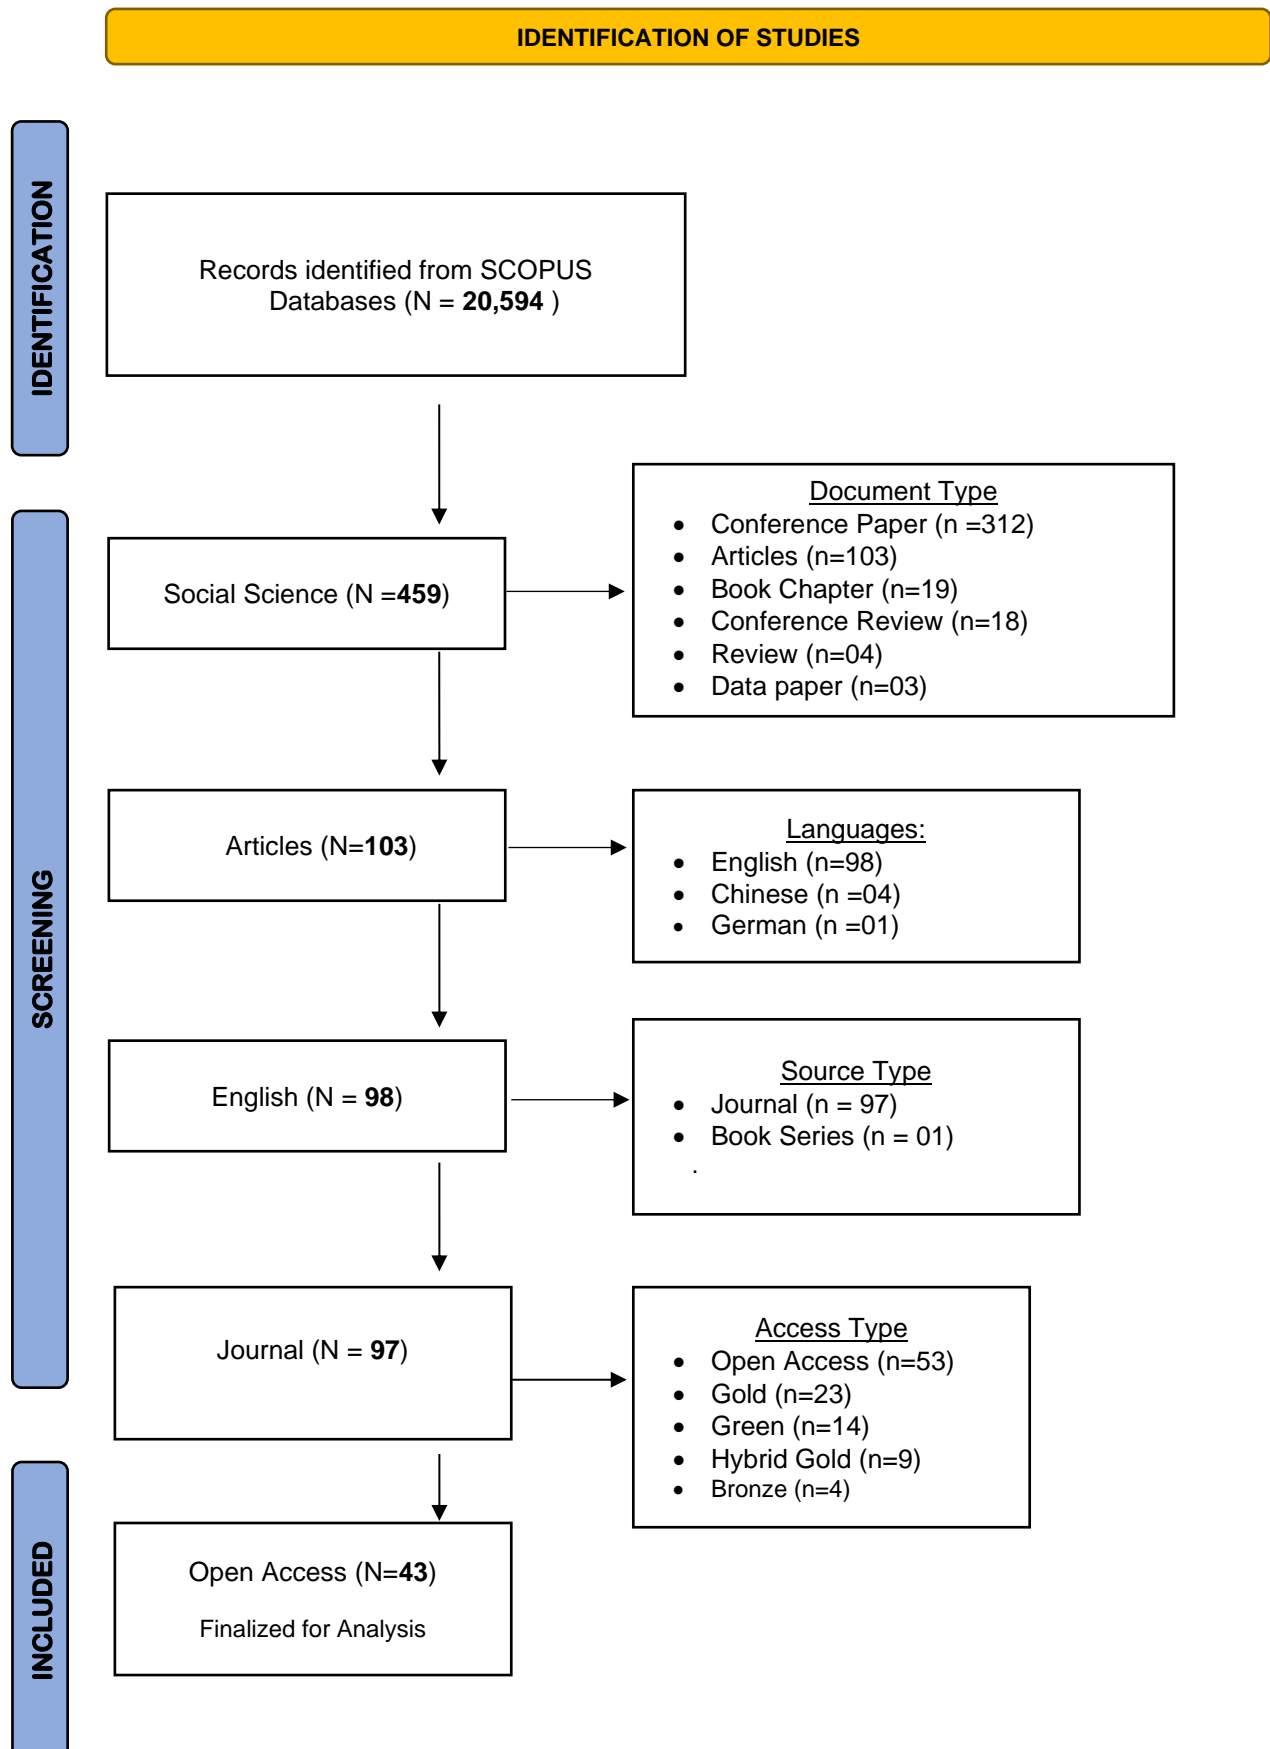 IDENTIFICATION OF STUDIES
IDENTIFICATION
Records identified from SCOPUS
Databases (N = 20,594 )
SCREENING
Social Science (N =459)
Document Type
• Conference Paper (n =312)
• Articles (n=103)
• Book Chapter (n=19)
• Conference Review (n=18)
• Review (n=04)
• Data paper (n=03)
Articles (N=103)
Languages:
• English (n=98)
• Chinese (n =04)
• German (n =01)
English (N = 98)
Source Type
• Journal (n = 97)
• Book Series (n = 01)
.
Journal (N = 97)
Access Type
• Open Access (n=53)
• Gold (n=23)
• Green (n=14)
• Hybrid Gold (n=9)
• Bronze (n=4)
INCLUDED
Open Access (N=43)
Finalized for Analysis